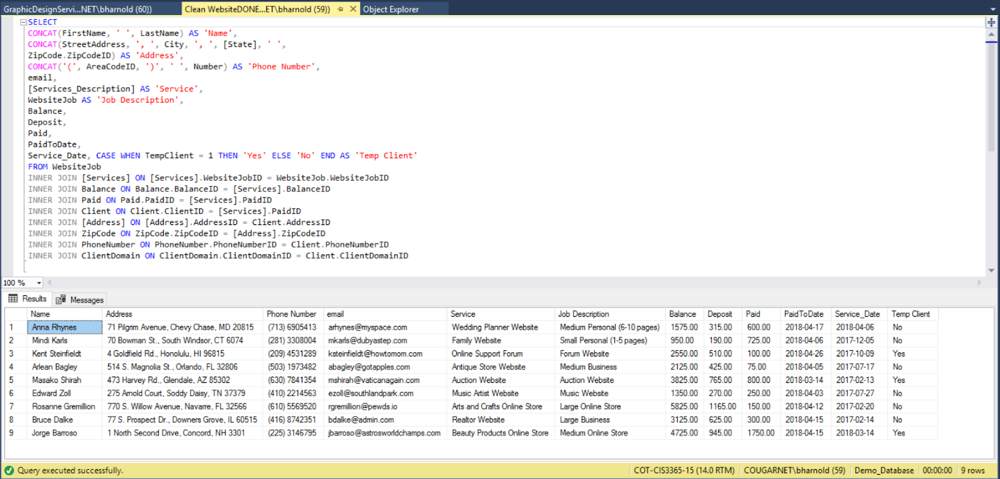 GraphicDesignServi...NET\bharnold (60)) Clean WebsiteDONE...ET\bharnold (59)) Object Explorer
SELECT
CONCAT(FirstName, ' ', LastName) AS 'Name',
CONCAT(StreetAddress, ', ', City, ', ', [State], ' ',
ZipCode.ZipCodeID) AS 'Address',
CONCAT('(', AreaCodeID, ')', ' ', Number) AS 'Phone Number',
email,
[Services_Description] AS 'Service',
WebsiteJob AS 'Job Description',
Balance,
Deposit,
Paid,
PaidToDate,
Service_Date, CASE WHEN TempClient = 1 THEN 'Yes' ELSE 'No' END AS 'Temp Client'
FROM WebsiteJob
INNER JOIN [Services] ON [Services].WebsiteJobID = WebsiteJob.WebsiteJobID
INNER JOIN Balance ON Balance.BalanceID = [Services].BalanceID
INNER JOIN Paid ON Paid.PaidID = [Services].PaidID
INNER JOIN Client ON Client.ClientID = [Services].PaidID
INNER JOIN [Address] ON [Address].AddressID = Client.AddressID
INNER JOIN ZipCode ON ZipCode.ZipCodeID = [Address].ZipCodeID
INNER JOIN PhoneNumber ON PhoneNumber.PhoneNumberID = Client.PhoneNumberID
INNER JOIN ClientDomain ON ClientDomain.ClientDomainID = Client.ClientDomainID
100 %
Results Messages
Name Address Phone Number email Service Job Description Balance Deposit Paid PaidToDate Service_Date Temp Client
1 Anna Rhynes 71 Pilgrim Avenue, Chevy Chase, MD 20815 (713) 6905413 arhynes@myspace.com Wedding Planner Website Medium Personal (6-10 pages) 1575.00 315.00 600.00 2018-04-17 2018-04-06 No
2 Mindi Karls 70 Bowman St., South Windsor, CT 6074 (281) 3308004 mkarls@dubyastep.com Family Website Small Personal (1-5 pages) 950.00 190.00 725.00 2018-04-06 2017-12-05 No
3 Kent Steinfieldt 4 Goldfield Rd., Honolulu, HI 96815 (209) 4531289 ksteinfieldt@howtomom.com Online Support Forum Forum Website 2550.00 510.00 100.00 2018-04-26 2017-10-09 Yes
4 Arlean Bagley 514 S. Magnolia St., Orlando, FL 32806 (503) 1973482 abagley@gotapples.com Antique Store Website Medium Business 2125.00 425.00 75.00 2018-04-05 2017-07-17 No
5 Masako Shirah 473 Harvey Rd., Glendale, AZ 85302 (630) 7841354 mshirah@vaticanagain.com Auction Website Auction Website 3825.00 765.00 800.00 2018-03-14 2017-02-13 Yes
6 Edward Zoll 275 Arnold Court, Soddy Daisy, TN 37379 (410) 2214563 ezoll@southlandpark.com Music Artist Website Music Website 1350.00 270.00 250.00 2018-04-03 2017-07-27 No
7 Rosanne Gremillion 770 S. Willow Avenue, Navarre, FL 32566 (610) 5569520 rgremillion@pewds.io Arts and Crafts Online Store Large Online Store 5825.00 1165.00 150.00 2018-04-12 2017-02-20 No
8 Bruce Dalke 77 S. Prospect Dr., Downers Grove, IL 60515 (416) 8742351 bdalke@admin.com Realtor Website Large Business 3125.00 625.00 300.00 2018-04-15 2017-02-14 No
9 Jorge Barroso 1 North Second Drive, Concord, NH 3301 (225) 3146795 jbarroso@astrosworldchamps.com Beauty Products Online Store Medium Online Store 4725.00 945.00 1750.00 2018-04-15 2018-03-14 Yes
Query executed successfully. COT-CIS3365-15 (14.0 RTM) COUGARNET\bharnold (59) Demo_Database 00:00:00 9 rows